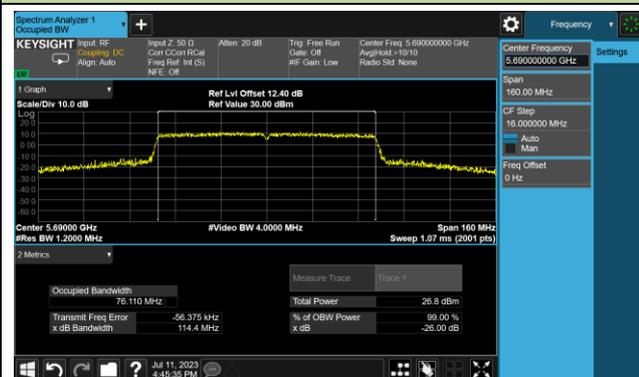 Spectrum Analyzer 1
Occupied BW
Frequency
KEYSIGHT
Input: RF
Coupling: DC
Align: Auto
Input Z: 50 Ω
Corr CCorr RCal
Freq Ref: Int (S)
NFE: Off
Atten: 20 dB
Trig: Free Run
Gate: Off
#IF Gain: Low
Center Freq: 5.690000000 GHz
Avg|Hold:>10/10
Radio Std: None
Center Frequency
5.690000000 GHz
Settings
Span
160.00 MHz
CF Step
16.000000 MHz
Auto
Man
Freq Offset
0 Hz
1 Graph
Scale/Div 10.0 dB
Ref Lvl Offset 12.40 dB
Ref Value 30.00 dBm
Log
20.0
10.0
0.00
-10.0
-20.0
-30.0
-40.0
-50.0
-60.0
Center 5.69000 GHz
#Video BW 4.0000 MHz
Span 160 MHz
#Res BW 1.2000 MHz
Sweep 1.07 ms (2001 pts)
2 Metrics
Measure Trace
Trace 1
Occupied Bandwidth
76.110 MHz
Total Power
26.8 dBm
Transmit Freq Error
-56.375 kHz
% of OBW Power
99.00 %
x dB Bandwidth
114.4 MHz
x dB
-26.00 dB
Jul 11, 2023
4:45:35 PM